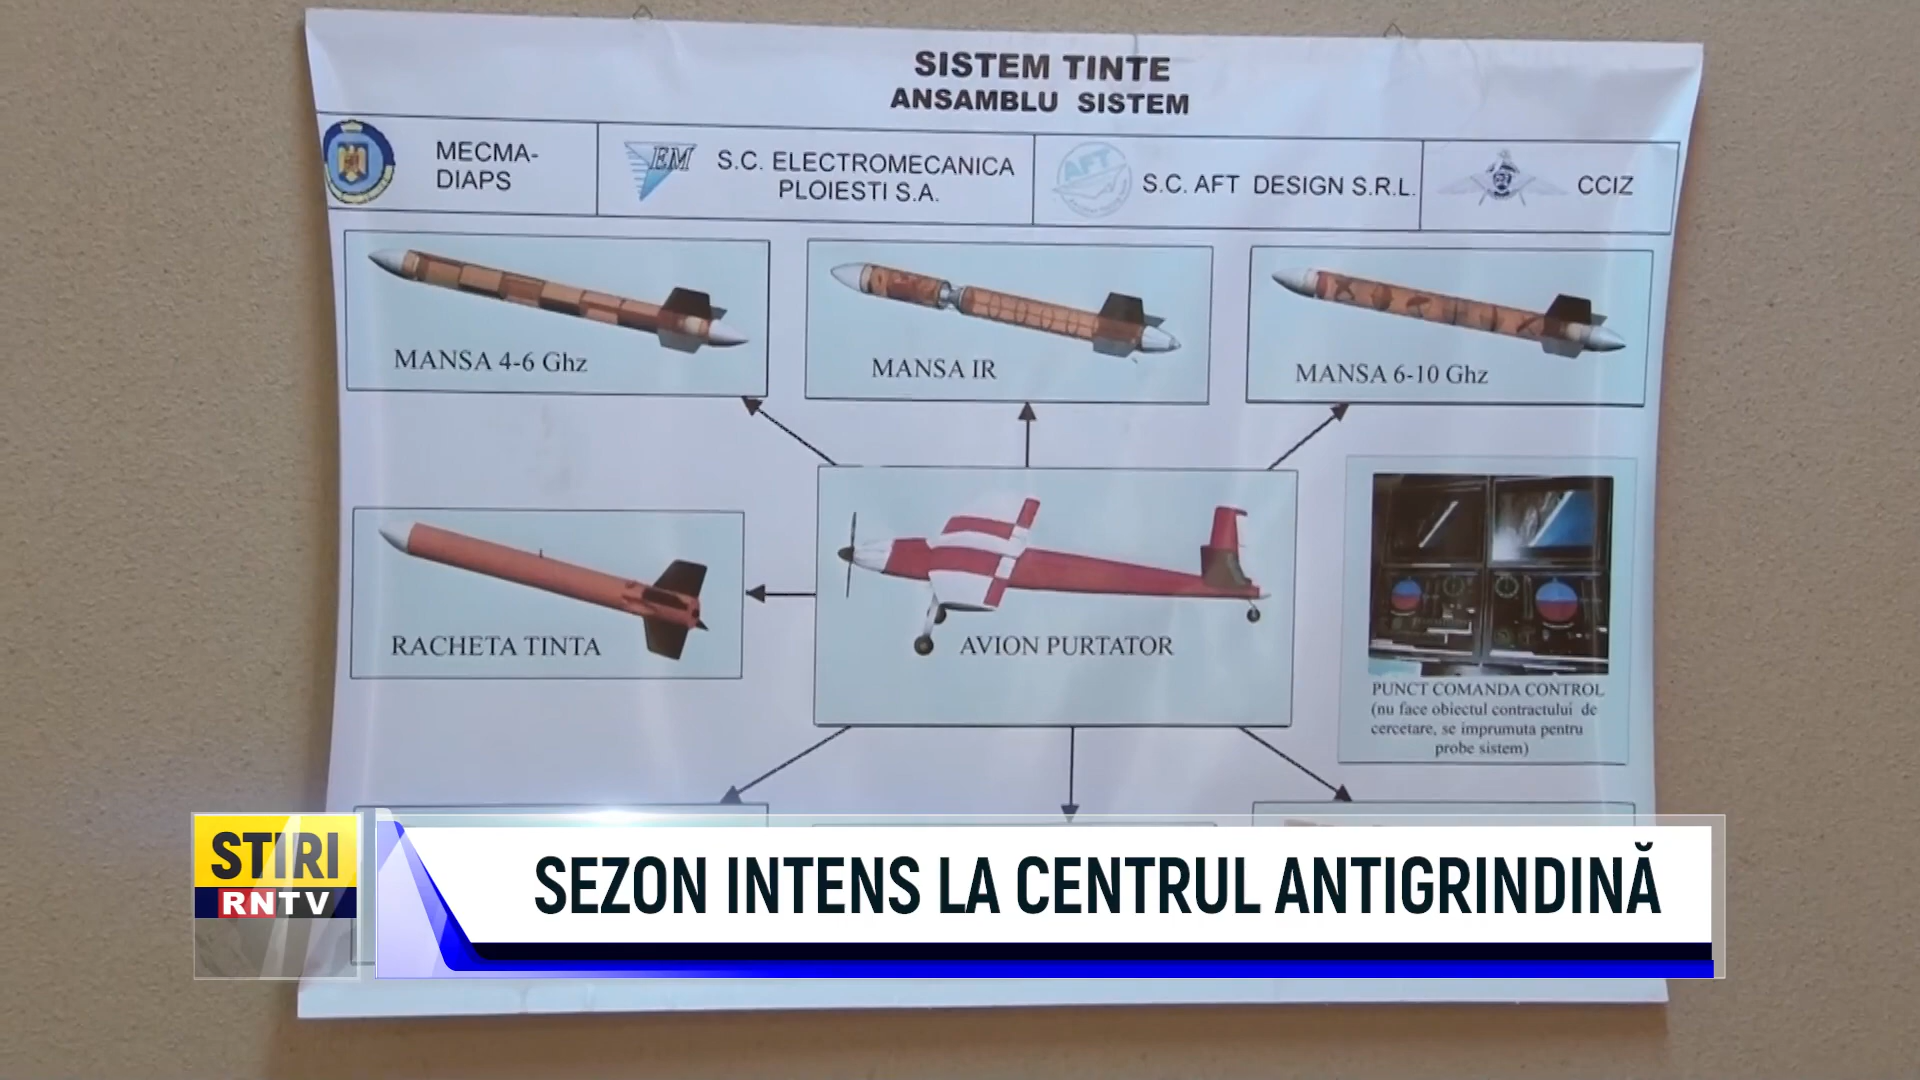 SISTEM TINTE
ANSAMBLU SISTEM
MECMA-
DIAPS
EM
S.C. ELECTROMECANICA
PLOIESTI S.A.
AFT
S.C. AFT DESIGN S.R.L.
CCIZ
MANSA 4-6 Ghz
MANSA IR
MANSA 6-10 Ghz
RACHETA TINTA
AVION PURTATOR
PUNCT COMANDA CONTROL
(nu face obiectul contractului de
cercetare, se imprumuta pentru
probe sistem)
STIRI
RNTV
SEZON INTENS LA CENTRUL ANTIGRINDINĂ